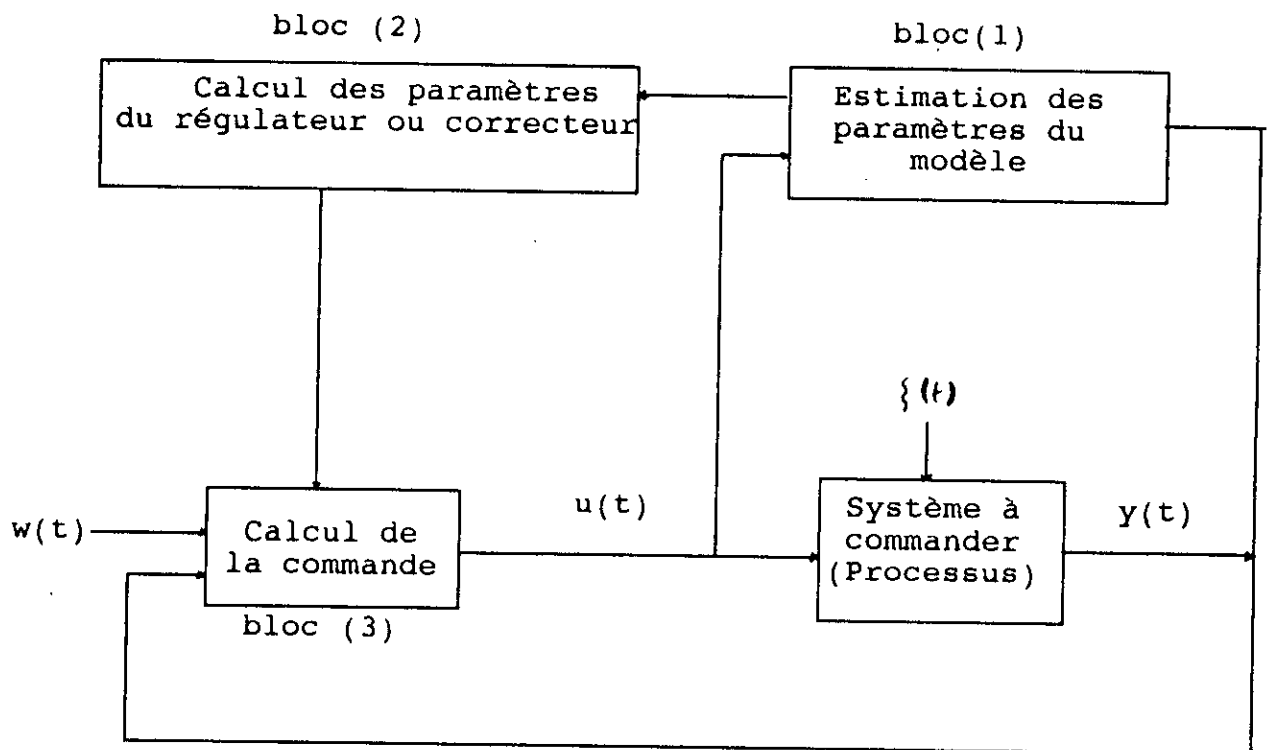 bloc (2)
bloc(1)
Calcul des paramètres
du régulateur ou correcteur
Estimation des
paramètres du
modèle
w(t)
Calcul de
la commande
bloc (3)
u(t)
Système à
commander
(Processus)
y(t)